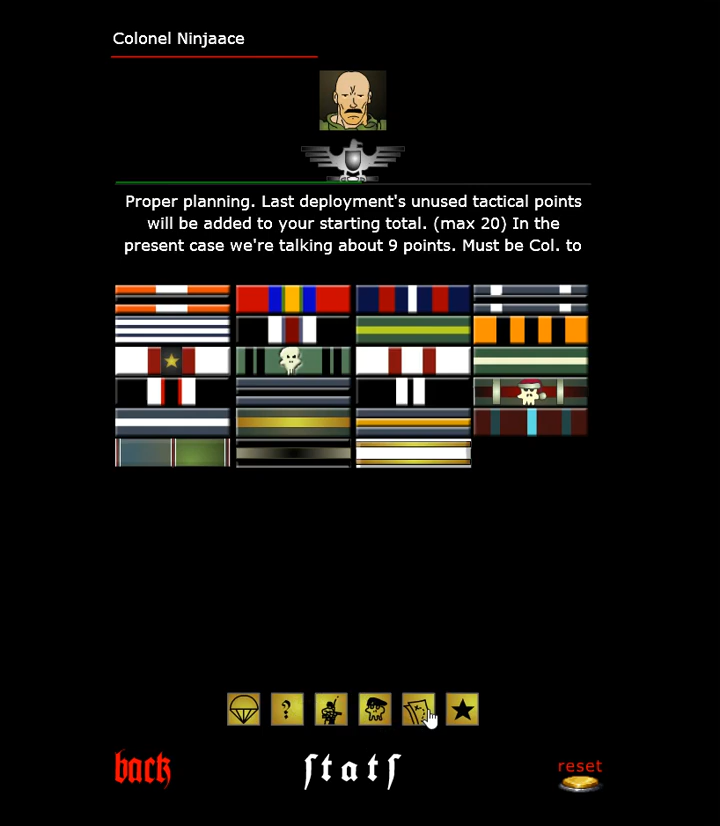 Colonel Ninjaace
Proper planning. Last deployment's unused tactical points
will be added to your starting total. (max 20) In the
present case we're talking about 9 points. Must be Col. to
?
back
stats
reset